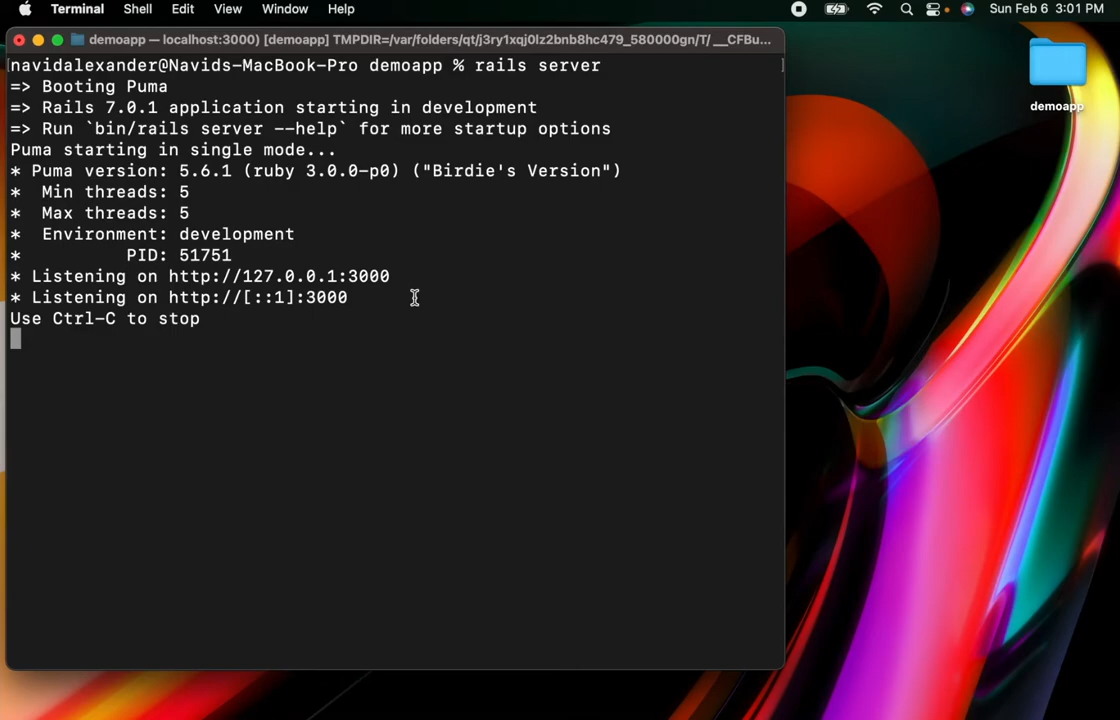 Terminal Shell Edit View Window Help Sun Feb 6 3:01 PM
demoapp — localhost:3000) [demoapp] TMPDIR=/var/folders/qt/j3ry1xqj0lz2bnb8hc479_580000gn/T/ __CFBu...
navidalexander@Navids-MacBook-Pro demoapp % rails server
=> Booting Puma
=> Rails 7.0.1 application starting in development
=> Run `bin/rails server --help` for more startup options
Puma starting in single mode...
* Puma version: 5.6.1 (ruby 3.0.0-p0) ("Birdie's Version")
*  Min threads: 5
*  Max threads: 5
*  Environment: development
*          PID: 51751
* Listening on http://127.0.0.1:3000
* Listening on http://[::1]:3000
Use Ctrl-C to stop
demoapp